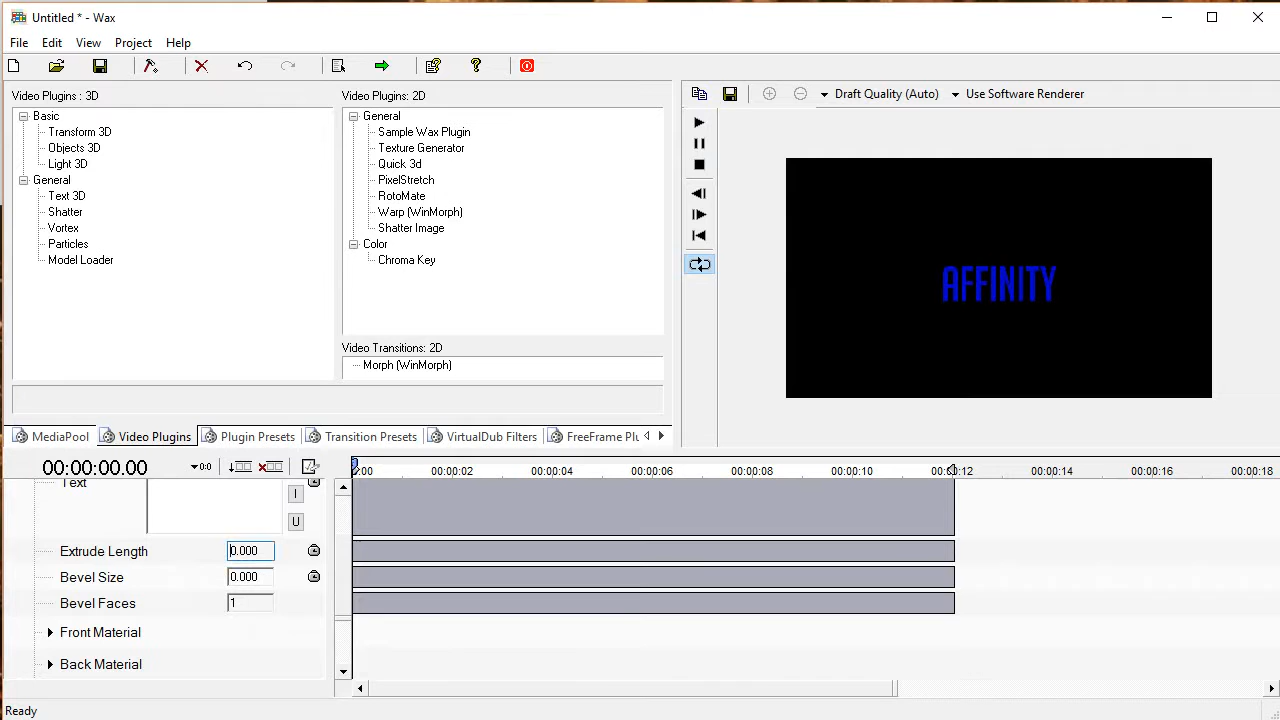 Untitled * - Wax
File Edit View Project Help
Video Plugins : 3D
Basic
Transform 3D
Objects 3D
Light 3D
General
Text 3D
Shatter
Vortex
Particles
Model Loader
Video Plugins: 2D
General
Sample Wax Plugin
Texture Generator
Quick 3d
PixelStretch
RotoMate
Warp (WinMorph)
Shatter Image
Color
Chroma Key
Video Transitions: 2D
Morph (WinMorph)
Draft Quality (Auto) Use Software Renderer
AFFINITY
MediaPool Video Plugins Plugin Presets Transition Presets VirtualDub Filters FreeFrame Plu
00:00:00.00 0:0
:00 00:00:02 00:00:04 00:00:06 00:00:08 00:00:10 00:00:12 00:00:14 00:00:16 00:00:18
Text
I
U
Extrude Length 0.000
Bevel Size 0.000
Bevel Faces 1
Front Material
Back Material
Ready